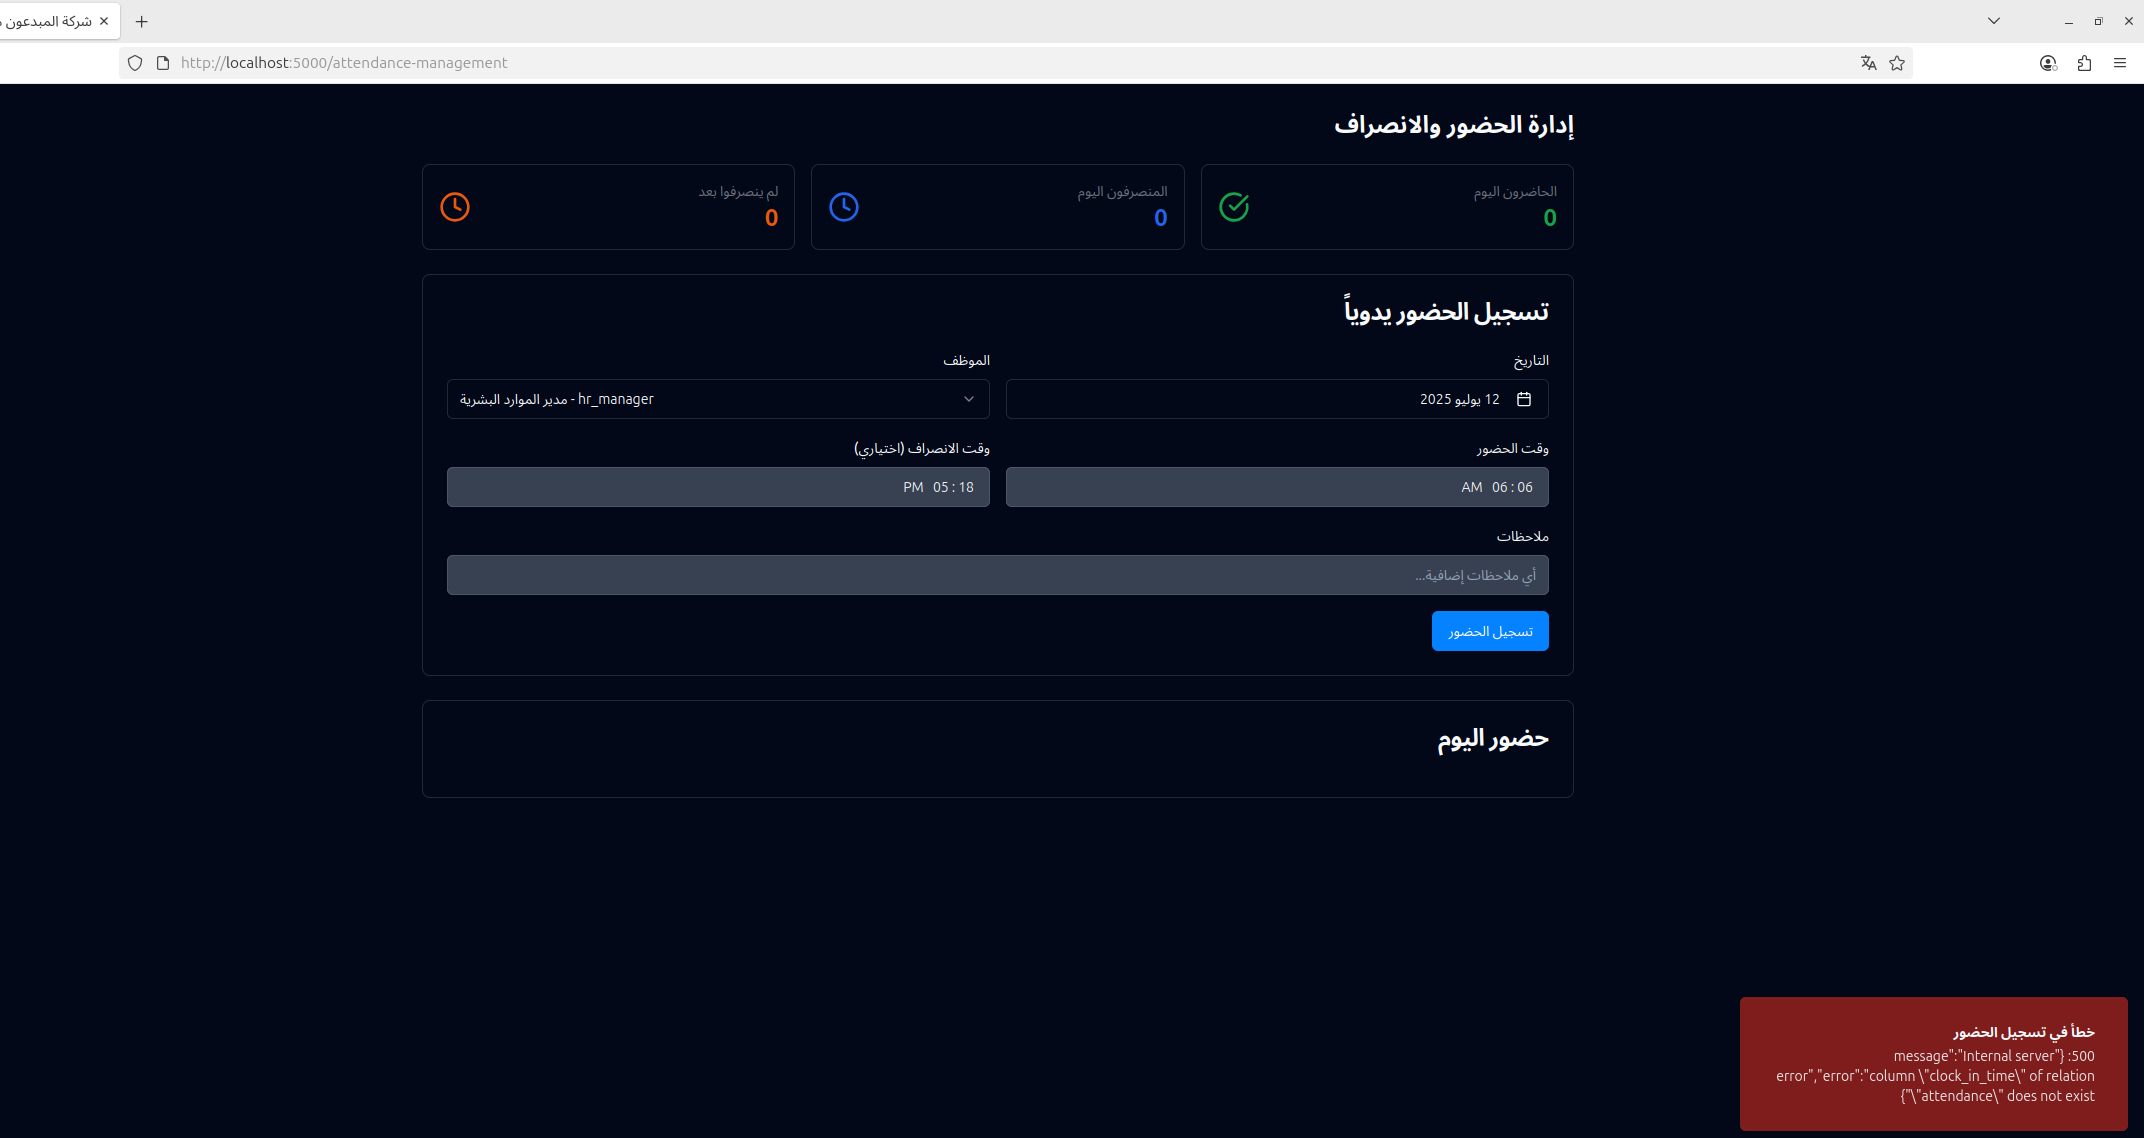 شركة المبدعون
http://localhost:5000/attendance-management
إدارة الحضور والانصراف
الحاضرون اليوم
0
المنصرفون اليوم
0
لم ينصرفوا بعد
0
تسجيل الحضور يدوياً
التاريخ
الموظف
12 يوليو 2025
hr_manager - مدير الموارد البشرية
وقت الحضور
وقت الانصراف (اختياري)
06 : 06 AM
05 : 18 PM
ملاحظات
أي ملاحظات إضافية...
تسجيل الحضور
حضور اليوم
خطأ في تسجيل الحضور
500: {"message":"Internal server
error","error":"column \"clock_in_time\" of relation
\"attendance\" does not exist"}